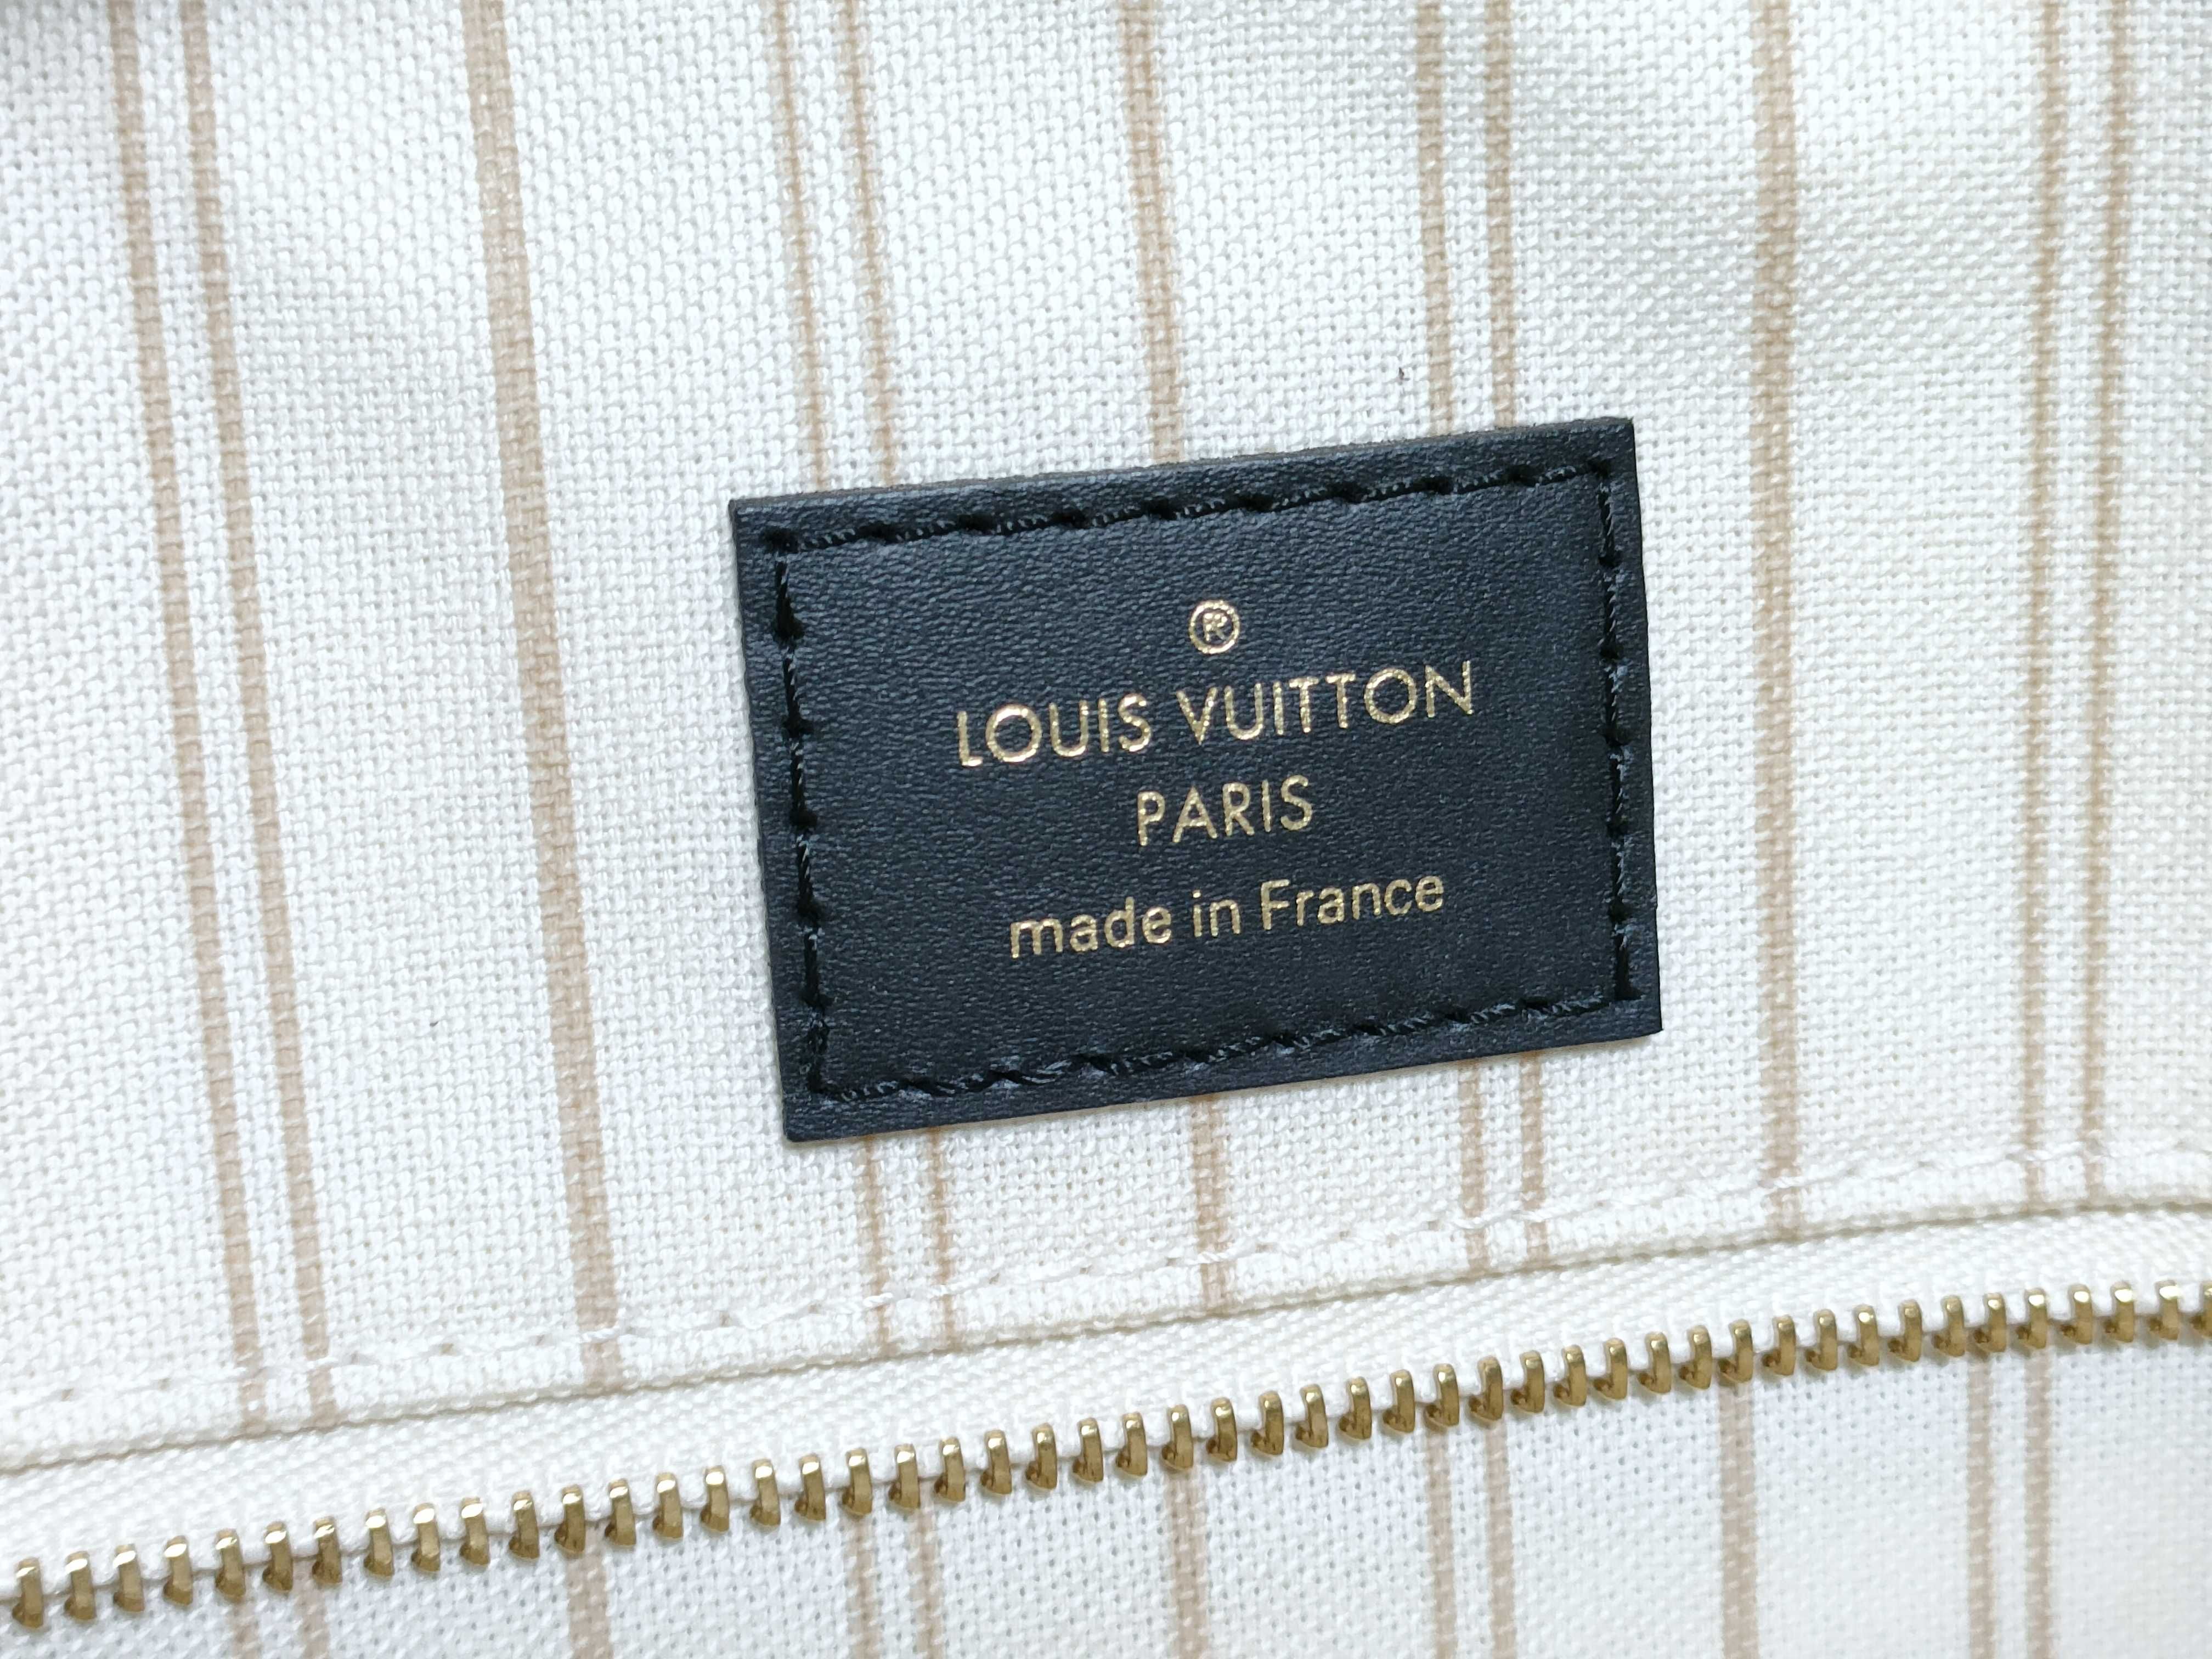 ®
LOUIS VUITTON
PARIS
made in France